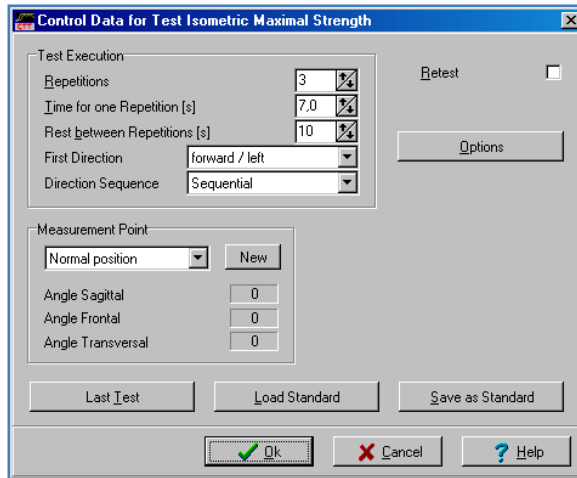 Control Data for Test Isometric Maximal Strength
Test Execution
Repetitions 3
Time for one Repetition [s] 7,0
Rest between Repetitions [s] 10
First Direction forward / left
Direction Sequence Sequential
Retest
Options
Measurement Point
Normal position New
Angle Sagittal 0
Angle Frontal 0
Angle Transversal 0
Last Test Load Standard Save as Standard
Ok Cancel ? Help